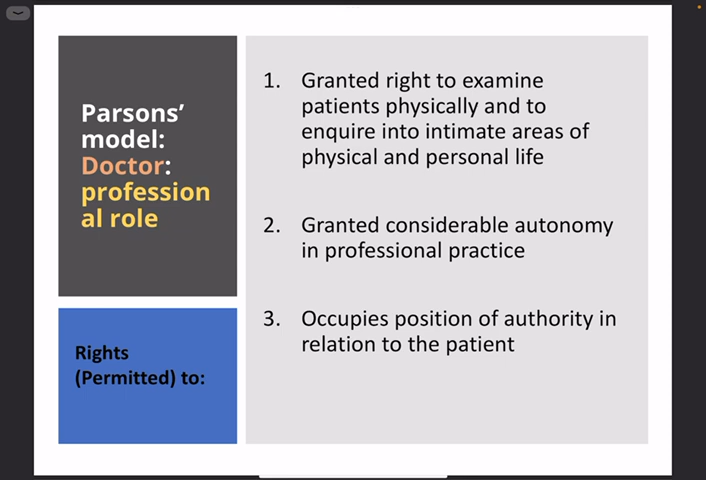 Parsons’
model:
Doctor:
profession
al role
Rights
(Permitted) to:
1. Granted right to examine
patients physically and to
enquire into intimate areas of
physical and personal life
2. Granted considerable autonomy
in professional practice
3. Occupies position of authority in
relation to the patient